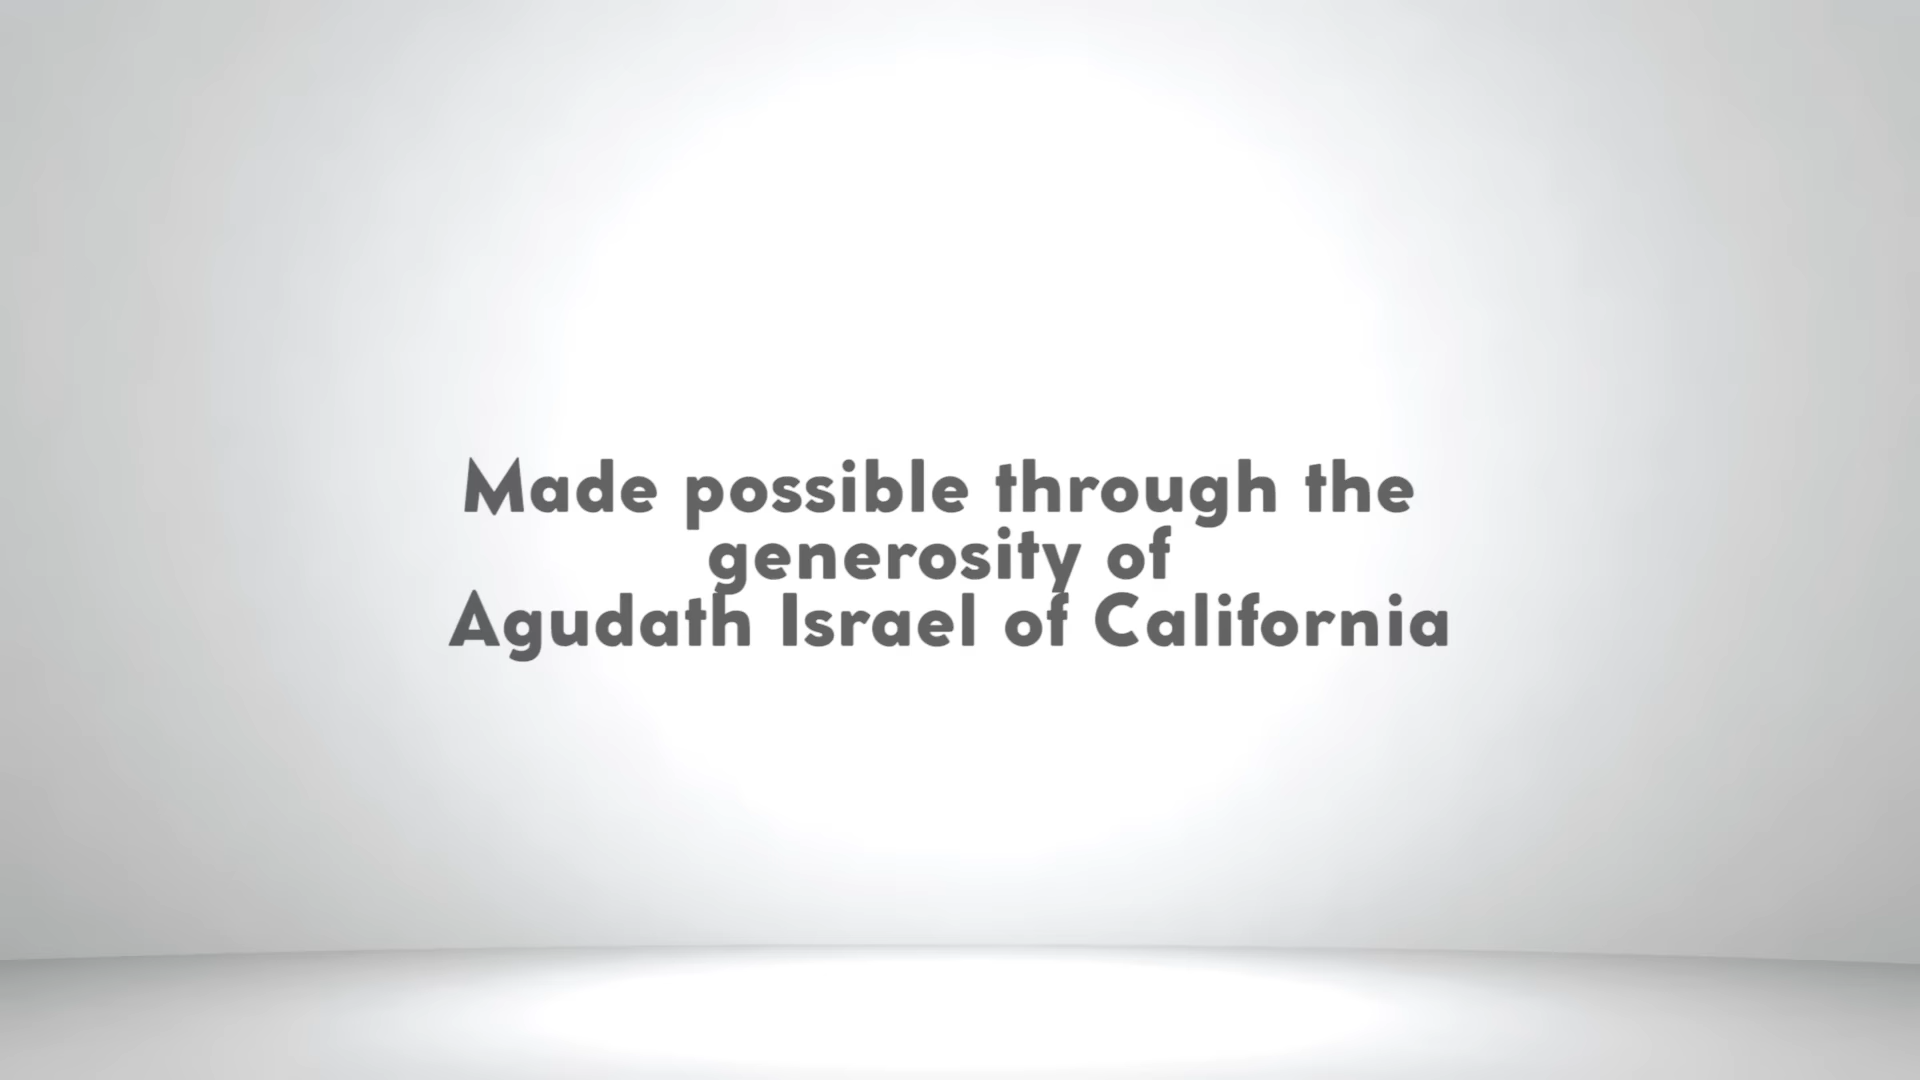 Made possible through the
generosity of
Agudath Israel of California